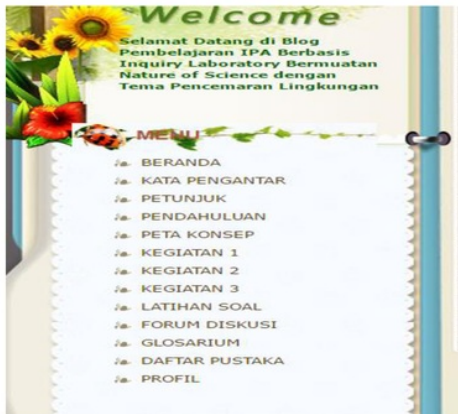 Welcome
Selamat Datang di Blog
Pembelajaran IPA Berbasis
Inquiry Laboratory Bermuatan
Nature of Science dengan
Tema Pencemaran Lingkungan
MENU
BERANDA
KATA PENGANTAR
PETUNJUK
PENDAHULUAN
PETA KONSEP
KEGIATAN 1
KEGIATAN 2
KEGIATAN 3
LATIHAN SOAL
FORUM DISKUSI
GLOSARIUM
DAFTAR PUSTAKA
PROFIL